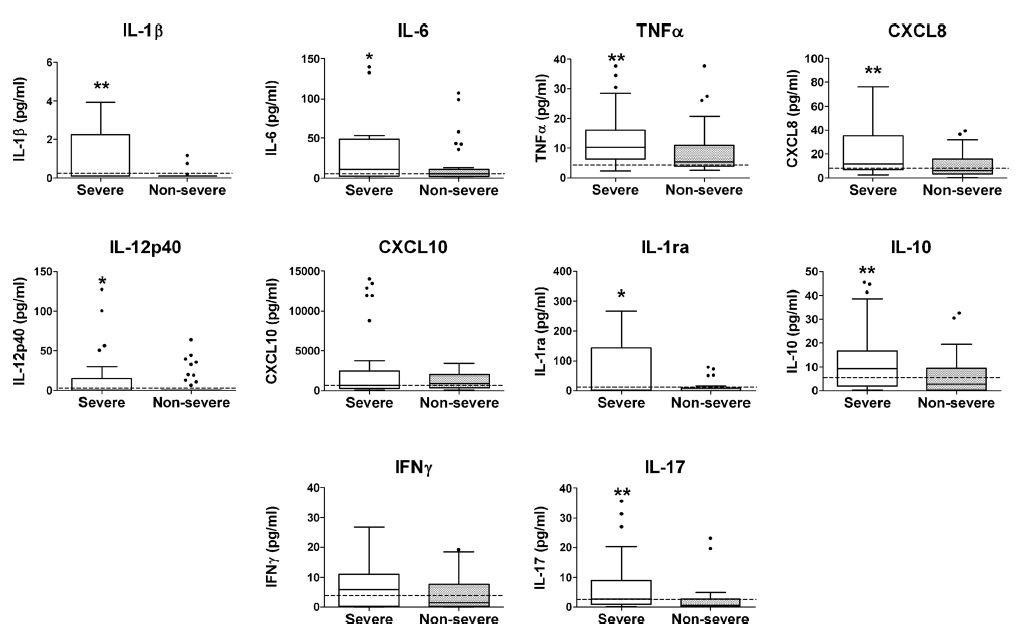 IL-1β
IL-6
TNFα
CXCL8
IL-1β (pg/ml)
6
4
2
0
**
Severe
Non-severe
IL-6 (pg/ml)
150
100
50
0
*
Severe
Non-severe
TNFα (pg/ml)
40
30
20
10
0
**
Severe
Non-severe
CXCL8 (pg/ml)
100
80
60
40
20
0
**
Severe
Non-severe
IL-12p40
CXCL10
IL-1ra
IL-10
IL-12p40 (pg/ml)
150
100
50
0
*
Severe
Non-severe
CXCL10 (pg/ml)
15000
10000
5000
0
Severe
Non-severe
IL-1ra (pg/ml)
400
300
200
100
0
*
Severe
Non-severe
IL-10 (pg/ml)
50
40
30
20
10
0
**
Severe
Non-severe
IFNγ
IL-17
IFNγ (pg/ml)
40
30
20
10
0
Severe
Non-severe
IL-17 (pg/ml)
40
30
20
10
0
**
Severe
Non-severe